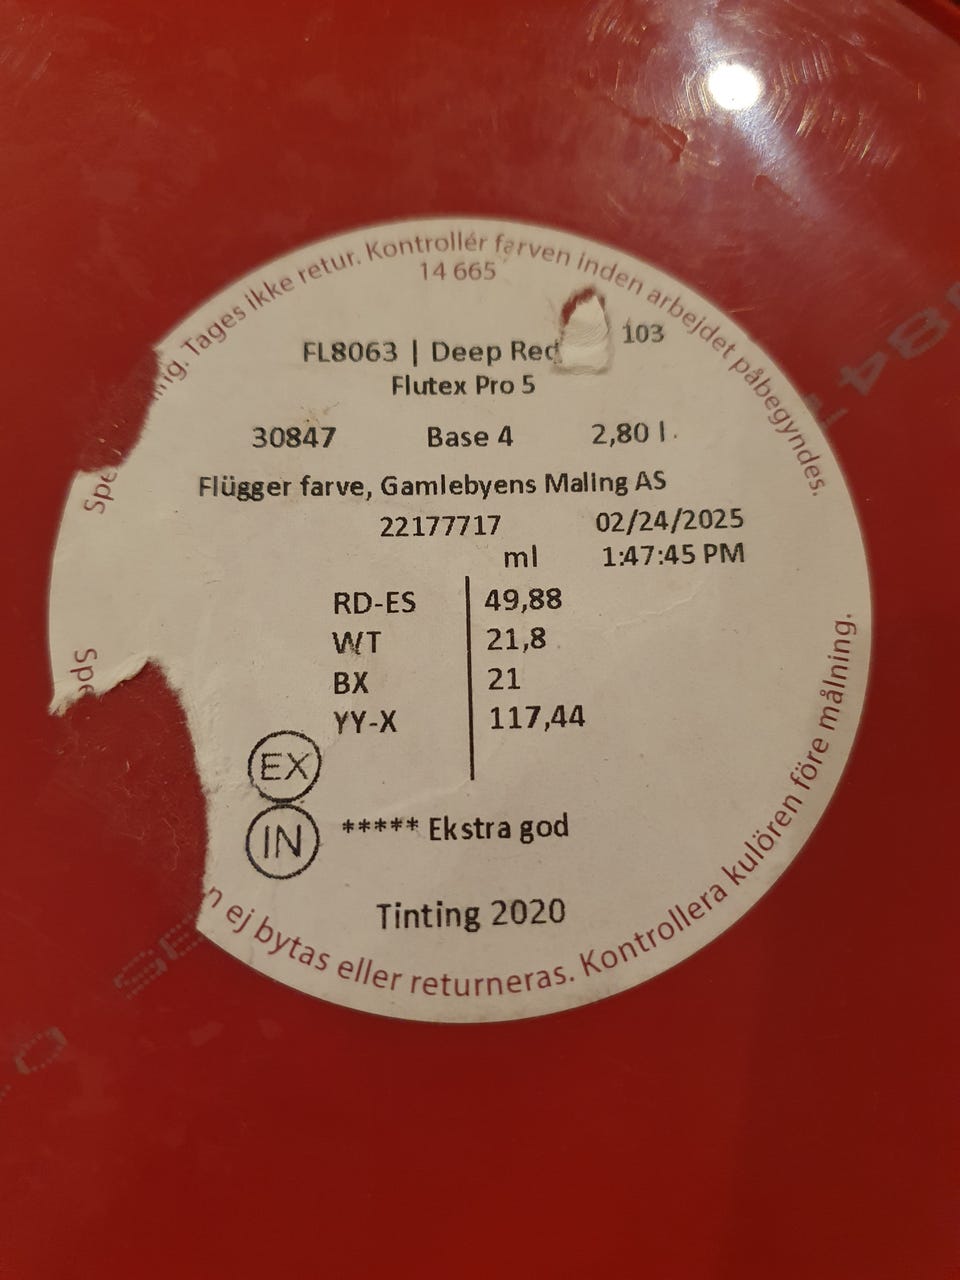 ng. Tages ikke retur. Kontrollér farven inden arbejdet påbegyndes.
14 665
103
FL8063 | Deep Red
Flutex Pro 5
30847 Base 4 2,80 l.
Flügger farve, Gamlebyens Maling AS
22177717 02/24/2025
ml 1:47:45 PM
RD-ES 49,88
WT 21,8
BX 21
YY-X 117,44
EX
IN ***** Ekstra god
Tinting 2020
Spe
Spe
n ej bytas eller returneras. Kontrollera kulören före målning.